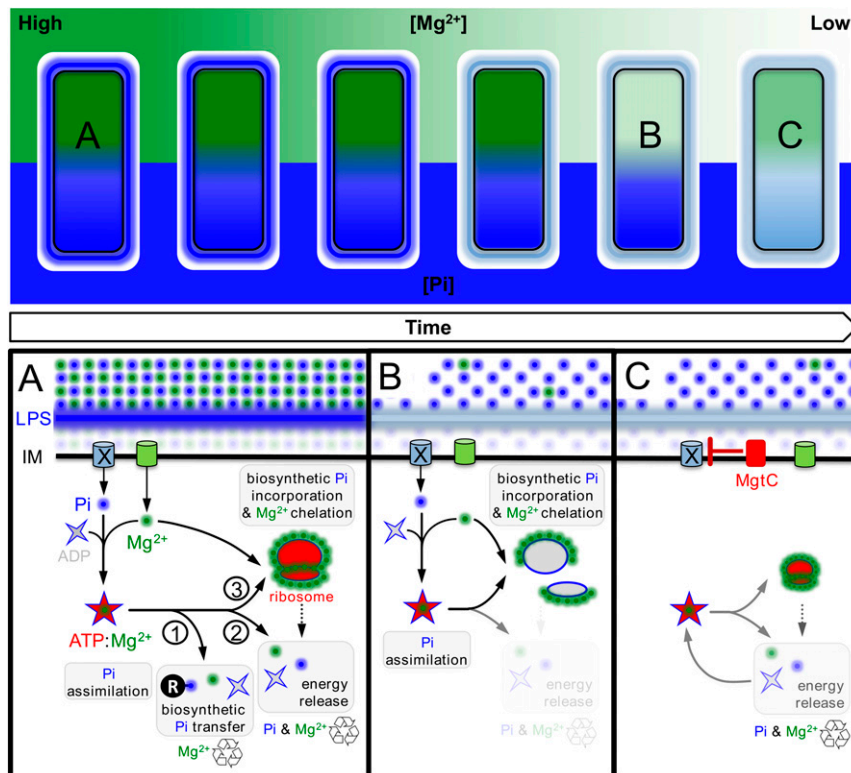 High [Mg²⁺] Low
A B C
[Pi]
Time
A B C
LPS
IM
X X X
MgtC
biosynthetic Pi
incorporation
& Mg²⁺ chelation
biosynthetic Pi
incorporation
& Mg²⁺ chelation
Pi
ADP
Mg²⁺
ribosome
ATP:Mg²⁺
1 2 3
Pi
assimilation
R
biosynthetic
Pi transfer
Mg²⁺
energy
release
Pi & Mg²⁺
Pi
assimilation
energy
release
Pi & Mg²⁺
energy
release
Pi & Mg²⁺